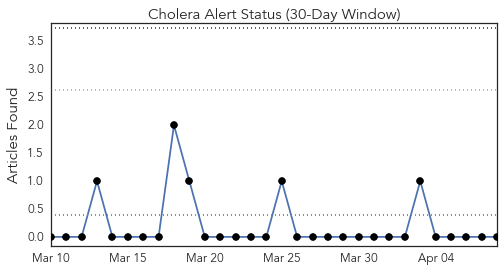 Cholera Alert Status (30-Day Window)
Articles Found
3.5
3.0
2.5
2.0
1.5
1.0
0.5
0.0
Mar 10 Mar 15 Mar 20 Mar 25 Mar 30 Apr 04